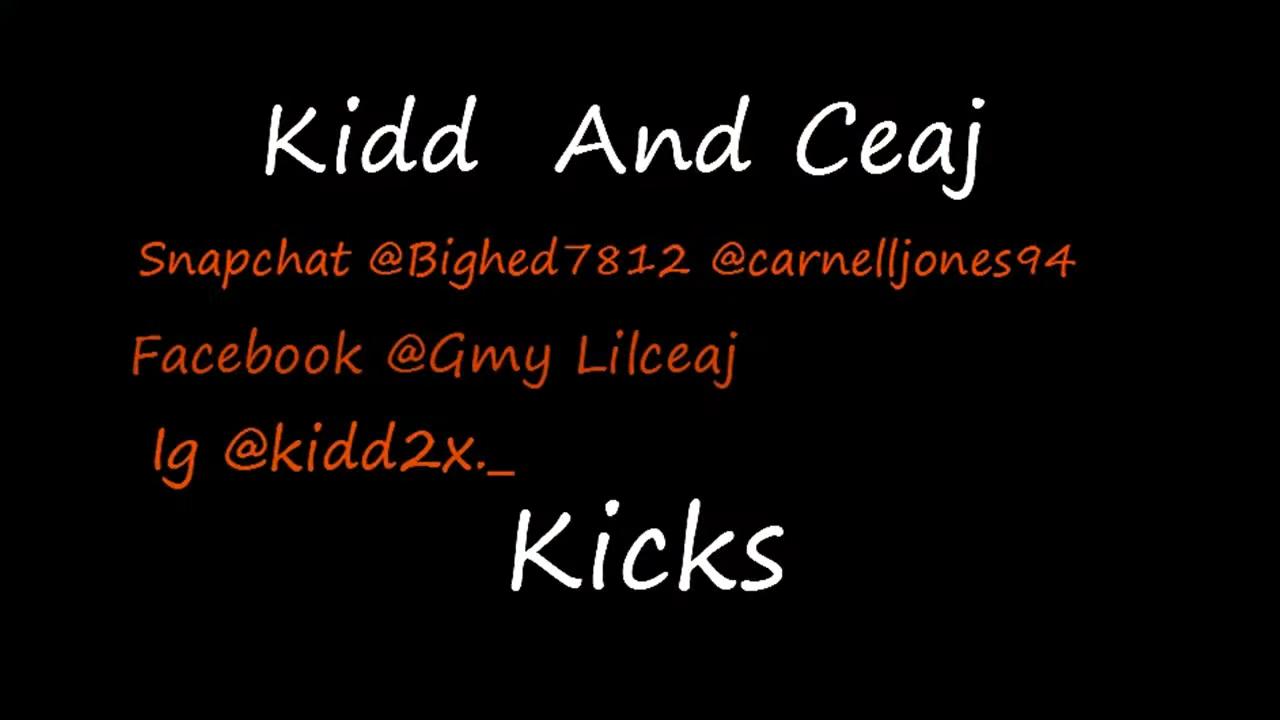 Kidd And Ceaj
Snapchat @Bighed7812 @carnelljones94
Facebook @Gmy Lilceaj
Ig @kidd2x._
Kicks